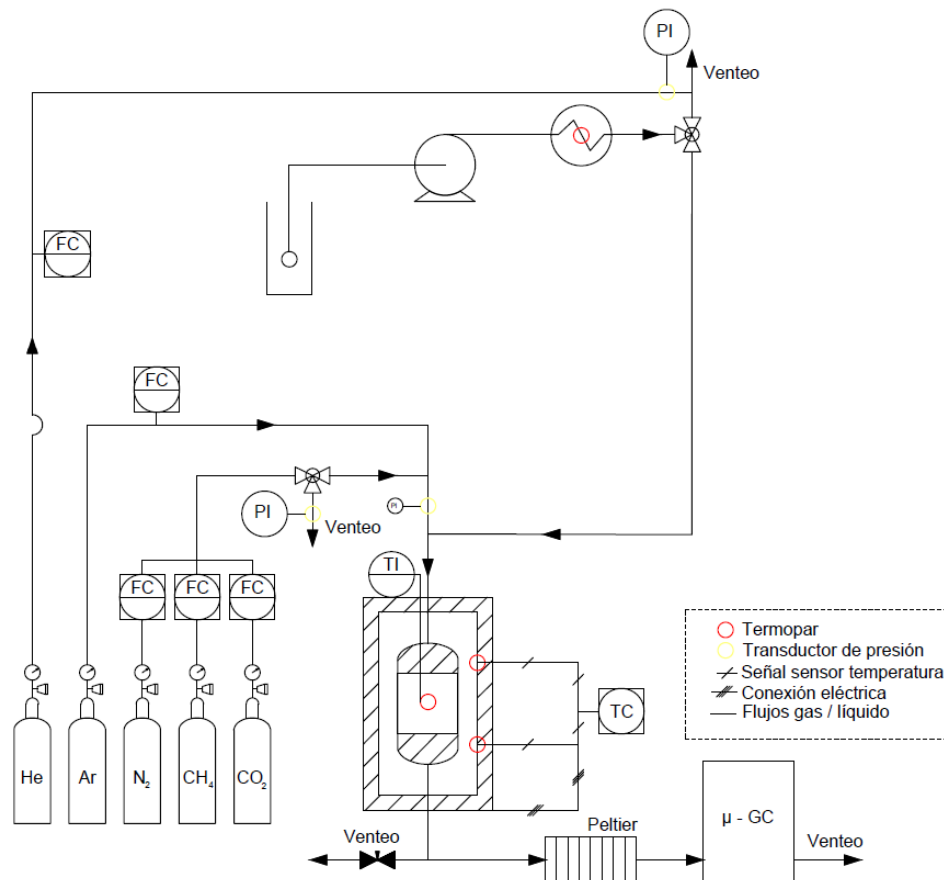 PI
Venteo
FC
FC
PI
Venteo
PI
TI
FC
FC
FC
Termopar
Transductor de presión
Señal sensor temperatura
Conexión eléctrica
Flujos gas / líquido
TC
He
Ar
N₂
CH₄
CO₂
Venteo
Peltier
μ - GC
Venteo